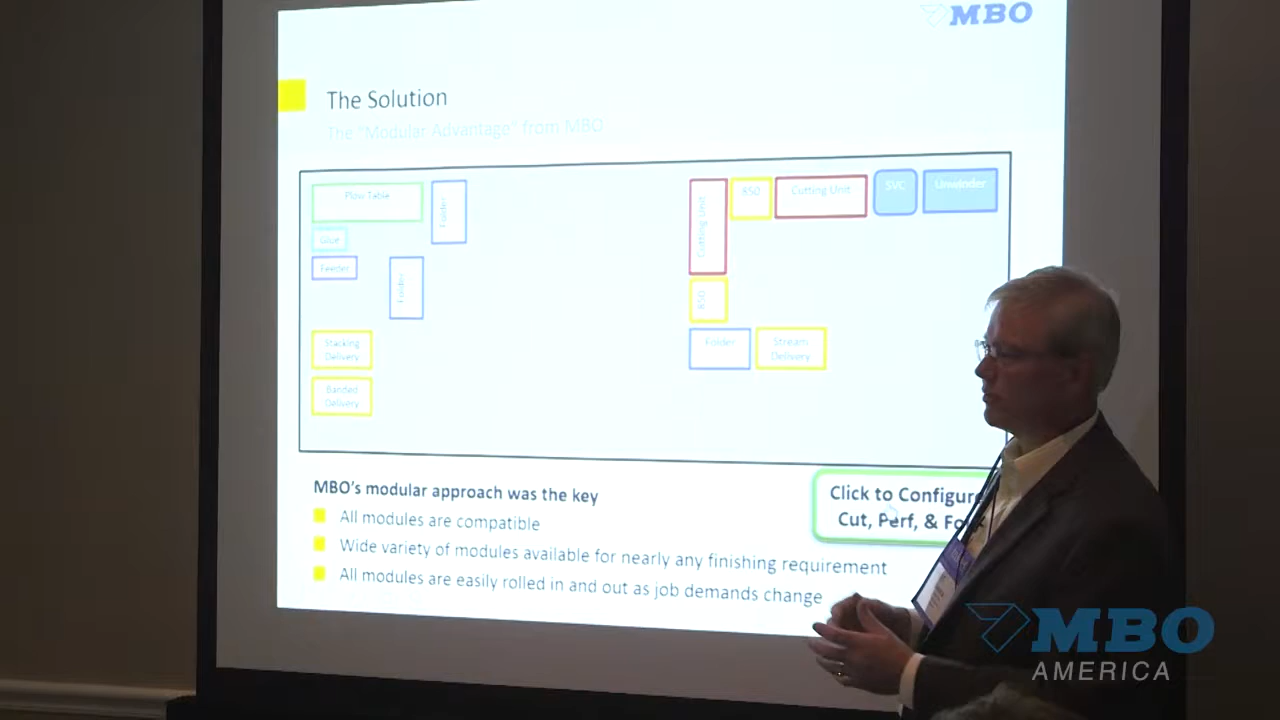 MBO
The Solution
The "Modular Advantage" from MBO
Flow Table
Folder
Glue
Feeder
Folder
Stacking
Delivery
Banded
Delivery
Cutting Unit
RSO
Cutting Unit
SVC
Unwinder
RSO
Folder
Stream
Delivery
MBO's modular approach was the key
All modules are compatible
Wide variety of modules available for nearly any finishing requirement
All modules are easily rolled in and out as job demands change
Click to Configure
Cut, Perf, & Fo
MBO
AMERICA